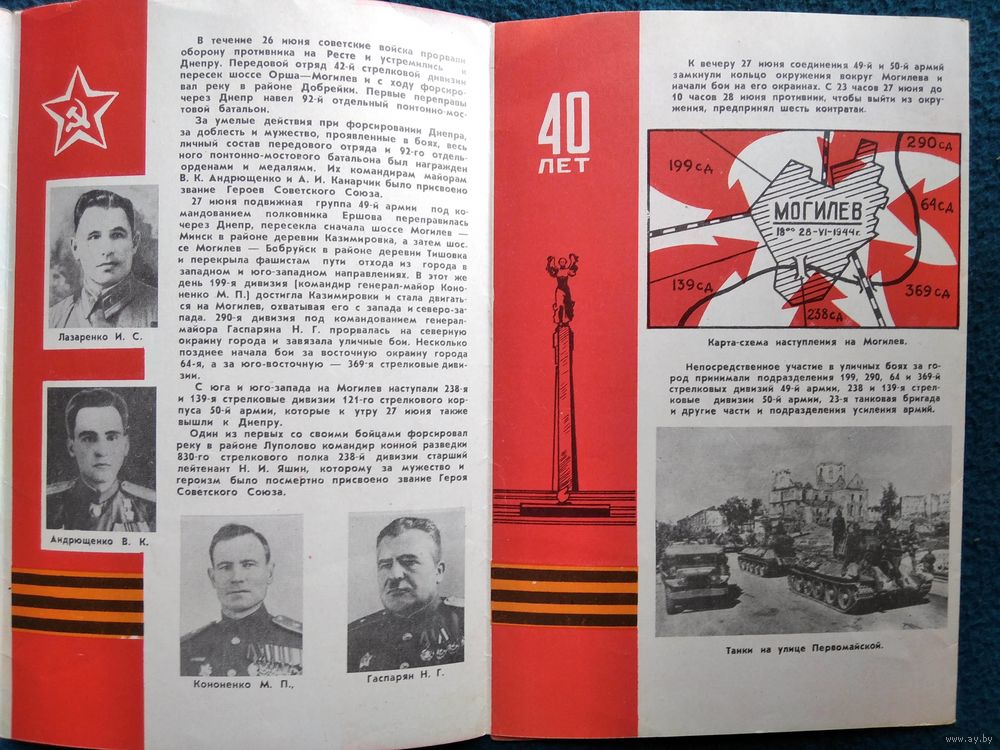 В течение 26 июня советские войска прорвали
оборону противника на Ресте и устремились к
Днепру. Передовой отряд 42-й стрелковой дивизии
пересек шоссе Орша—Могилев и с ходу форсиро-
вал реку в районе Добрейки. Первые переправы
через Днепр навел 92-й отдельный понтонно-мос-
товой батальон.
За умелые действия при форсировании Днепра,
за доблесть и мужество, проявленные в боях, весь
личный состав передового отряда и 92-го отдель-
ного понтонно-мостового батальона был награжден
орденами и медалями. Их командирам майорам
В. К. Андрющенко и А. И. Канарчик было присвоено
звание Героев Советского Союза.
27 июня подвижная группа 49-й армии под ко-
мандованием полковника Ершова переправилась
через Днепр, пересекла сначала шоссе Могилев —
Минск в районе деревни Казимировка, а затем шос-
се Могилев — Бобруйск в районе деревни Тишовка
и перекрыла фашистам пути отхода из города в
западном и юго-западном направлениях. В этот же
день 199-я дивизия [командир генерал-майор Коно-
ненко М. П.] достигла Казимировки и стала двигать-
ся на Могилев, охватывая его с запада и северо-за-
пада. 290-я дивизия под командованием генерал-
майора Гаспаряна Н. Г. прорвалась на северную
окраину города и завязала уличные бои. Несколько
позднее начала бои за восточную окраину города
64-я, а за юго-восточную — 369-я стрелковые диви-
зии.
С юга и юго-запада на Могилев наступали 238-я
и 139-я стрелковые дивизии 121-го стрелкового кор-
пуса 50-й армии, которые к утру 27 июня также
вышли к Днепру.
Один из первых со своими бойцами форсировал
реку в районе Луполово командир конной разведки
830-го стрелкового полка 238-й дивизии старший
лейтенант Н. И. Яшин, которому за мужество и
героизм было посмертно присвоено звание Героя
Советского Союза.
Лазаренко И. С.
Андрющенко В. К.
Кононенко М. П.,
Гаспарян Н. Г.
40
ЛЕТ
К вечеру 27 июня соединения 49-й и 50-й армий
замкнули кольцо окружения вокруг Могилева и
начали бои на его окраинах. С 23 часов 27 июня до
10 часов 28 июня противник, чтобы выйти из окру-
жения, предпринял шесть контратак.
290 сд
199 сд
64 сд
МОГИЛЕВ
18⁰⁰ 28-VI-1944г.
139 сд
369 сд
238 сд
Карта-схема наступления на Могилев.
Непосредственное участие в уличных боях за го-
род принимали подразделения 199, 290, 64 и 369-й
стрелковых дивизий 49-й армии, 238 и 139-я стрел-
ковые дивизии 50-й армии, 23-я танковая бригада
и другие части и подразделения усиления армий.
Танки на улице Первомайской.
www.ay.by